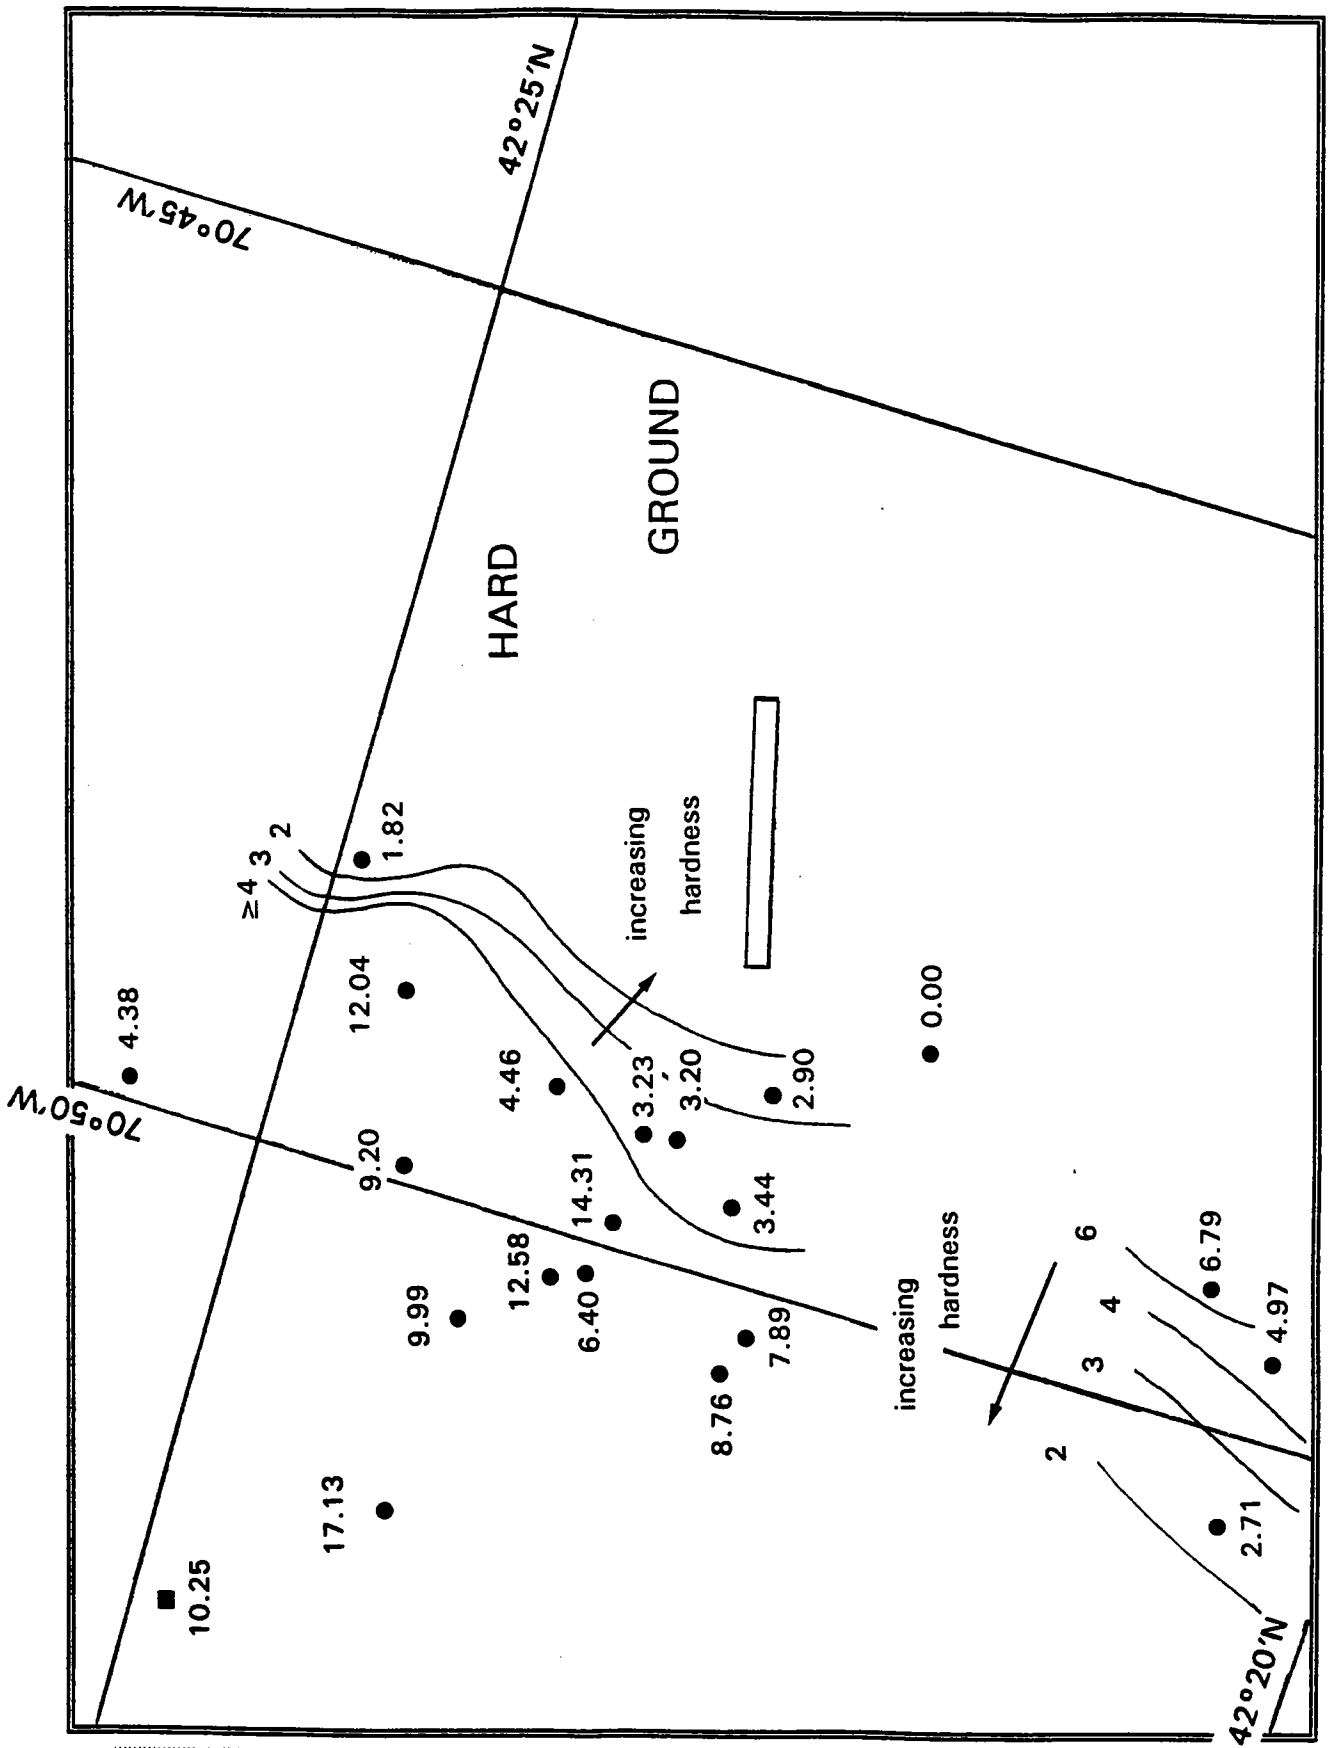 70°50'W
70°45'W
42°25'N
42°20'N
10.25
17.13
4.38
9.20
12.04
1.82
≥4
3
2
9.99
12.58
6.40
14.31
4.46
3.23
3.20
2.90
3.44
8.76
7.89
0.00
HARD
GROUND
increasing
hardness
increasing
hardness
2
3
4
6
2.71
6.79
4.97